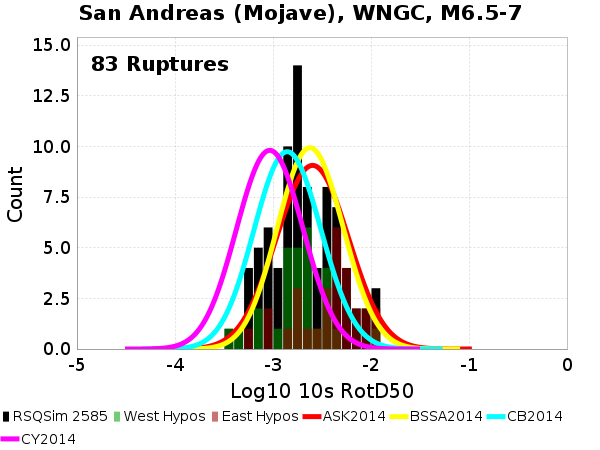 San Andreas (Mojave), WNGC, M6.5-7
83 Ruptures
15.0
12.5
10.0
7.5
5.0
2.5
0.0
Count
-5 -4 -3 -2 -1 0
Log10 10s RotD50
RSQSim 2585 West Hypos East Hypos ASK2014 BSSA2014 CB2014
CY2014